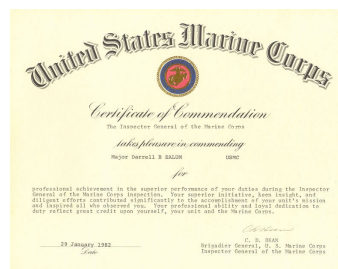 United States Marine Corps
Certificate of Commendation
The Inspector General of the Marine Corps
takes pleasure in commending
Major Darrell B SALUM USMC
for
professional achievement in the superior performance of your duties during the Inspector
General of the Marine Corps inspection. Your superior initiative, keen insight, and
diligent efforts contributed significantly to the accomplishment of your unit's mission
and inspired all who observed you. Your professional ability and loyal dedication to
duty reflect great credit upon yourself, your unit and the Marine Corps.
28 January 1982
Date
C. D. DEAN
Brigadier General, U. S. Marine Corps
Inspector General of the Marine Corps